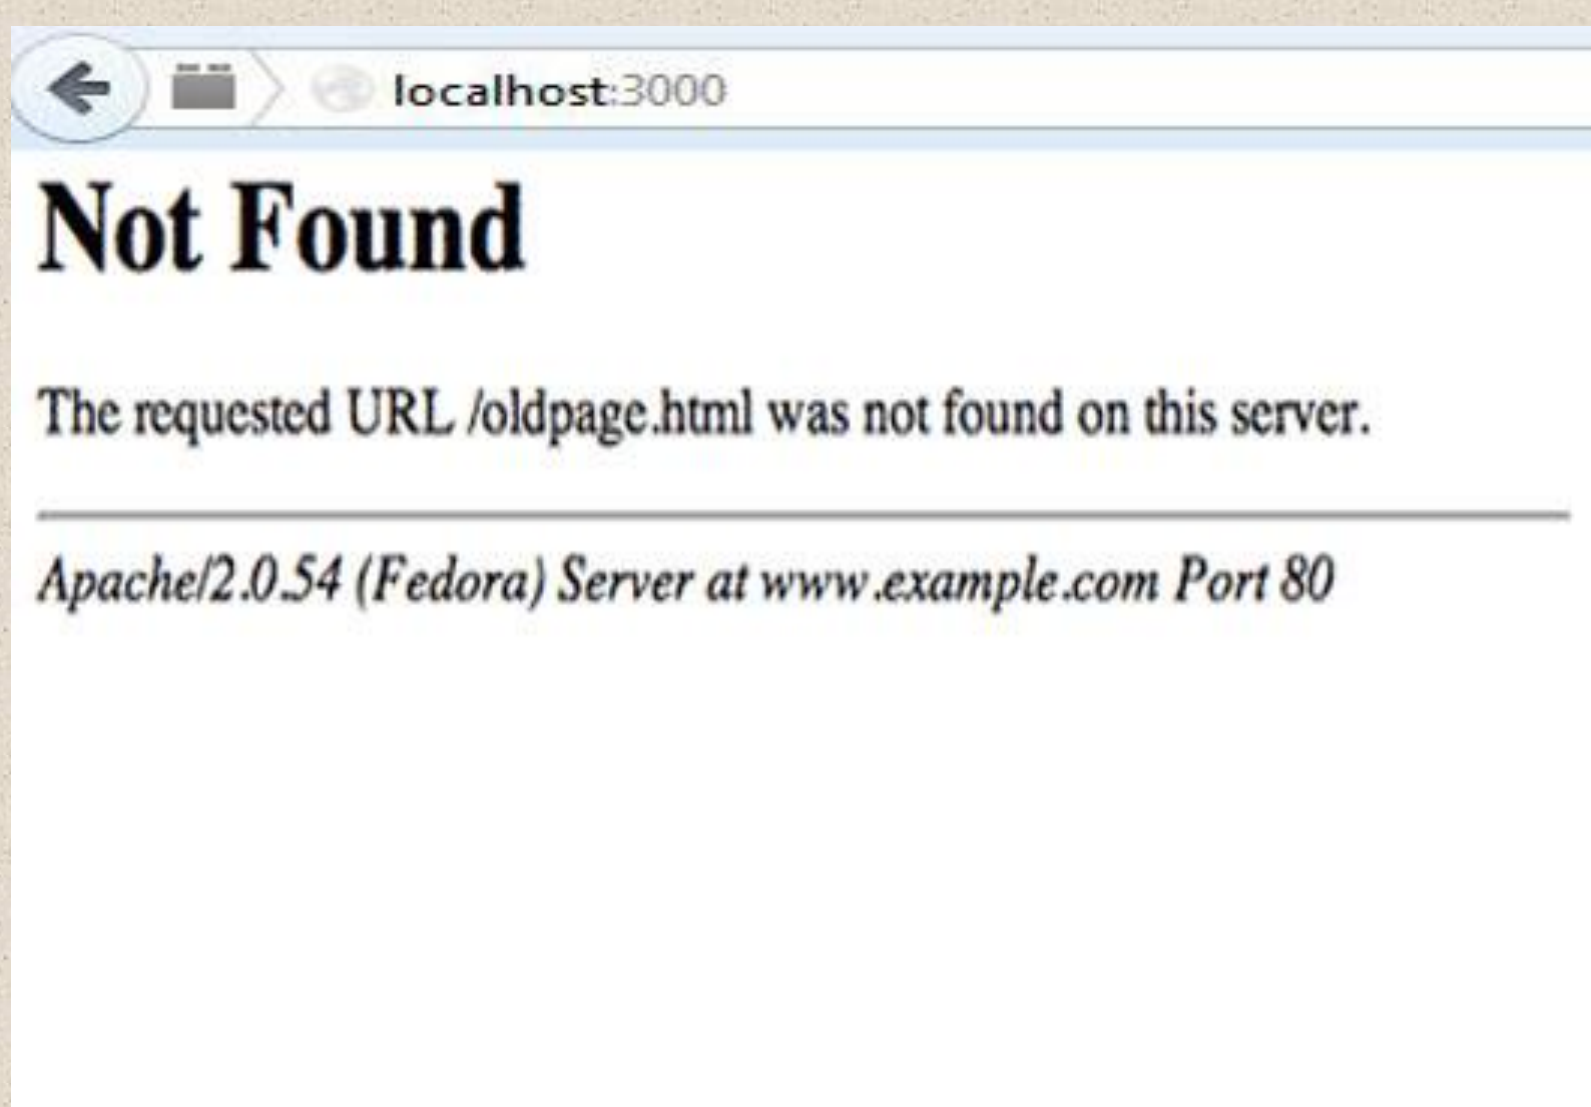 localhost:3000
Not Found
The requested URL /oldpage.html was not found on this server.
Apache/2.0.54 (Fedora) Server at www.example.com Port 80